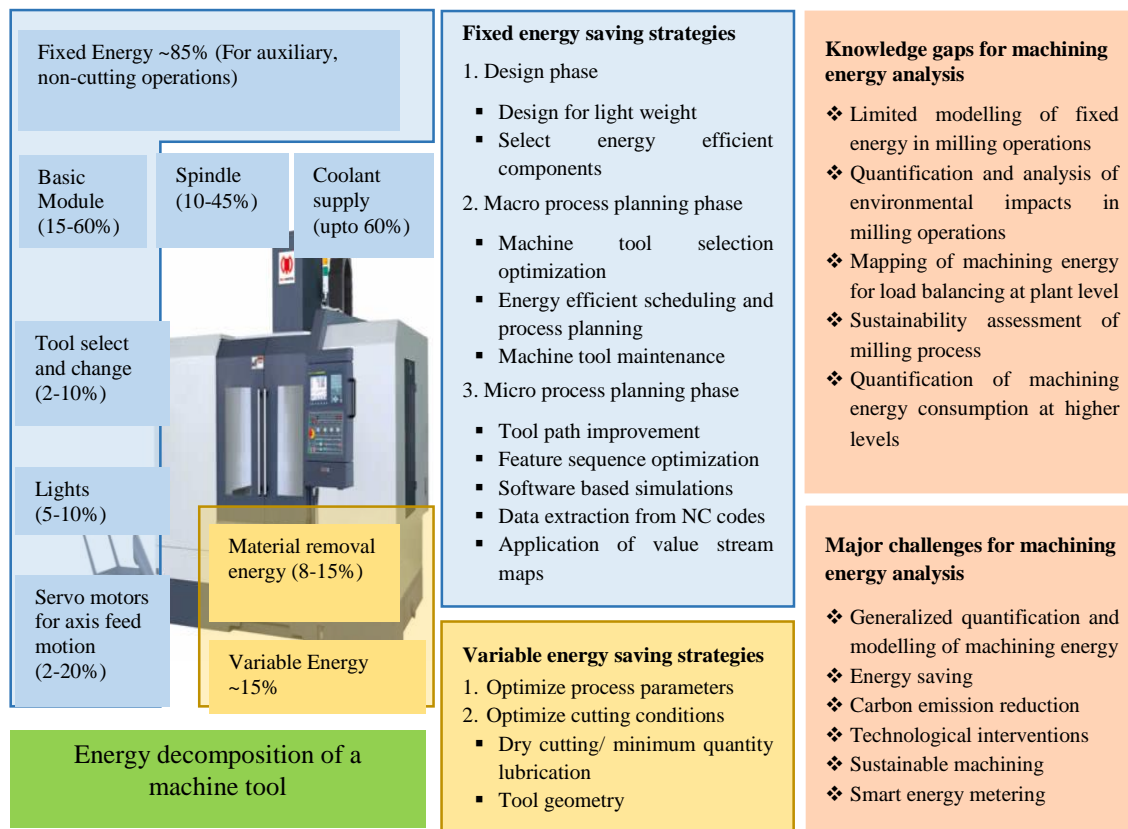 Fixed Energy ~85% (For auxiliary,
non-cutting operations)
Basic
Module
(15-60%)
Spindle
(10-45%)
Coolant
supply
(upto 60%)
Tool select
and change
(2-10%)
Lights
(5-10%)
Servo motors
for axis feed
motion
(2-20%)
Material removal
energy (8-15%)
Variable Energy
~15%
Energy decomposition of a
machine tool
Fixed energy saving strategies
1. Design phase
▪ Design for light weight
▪ Select energy efficient
components
2. Macro process planning phase
▪ Machine tool selection
optimization
▪ Energy efficient scheduling and
process planning
▪ Machine tool maintenance
3. Micro process planning phase
▪ Tool path improvement
▪ Feature sequence optimization
▪ Software based simulations
▪ Data extraction from NC codes
▪ Application of value stream
maps
Variable energy saving strategies
1. Optimize process parameters
2. Optimize cutting conditions
▪ Dry cutting/ minimum quantity
lubrication
▪ Tool geometry
Knowledge gaps for machining
energy analysis
❖ Limited modelling of fixed
energy in milling operations
❖ Quantification and analysis of
environmental impacts in
milling operations
❖ Mapping of machining energy
for load balancing at plant level
❖ Sustainability assessment of
milling process
❖ Quantification of machining
energy consumption at higher
levels
Major challenges for machining
energy analysis
❖ Generalized quantification and
modelling of machining energy
❖ Energy saving
❖ Carbon emission reduction
❖ Technological interventions
❖ Sustainable machining
❖ Smart energy metering